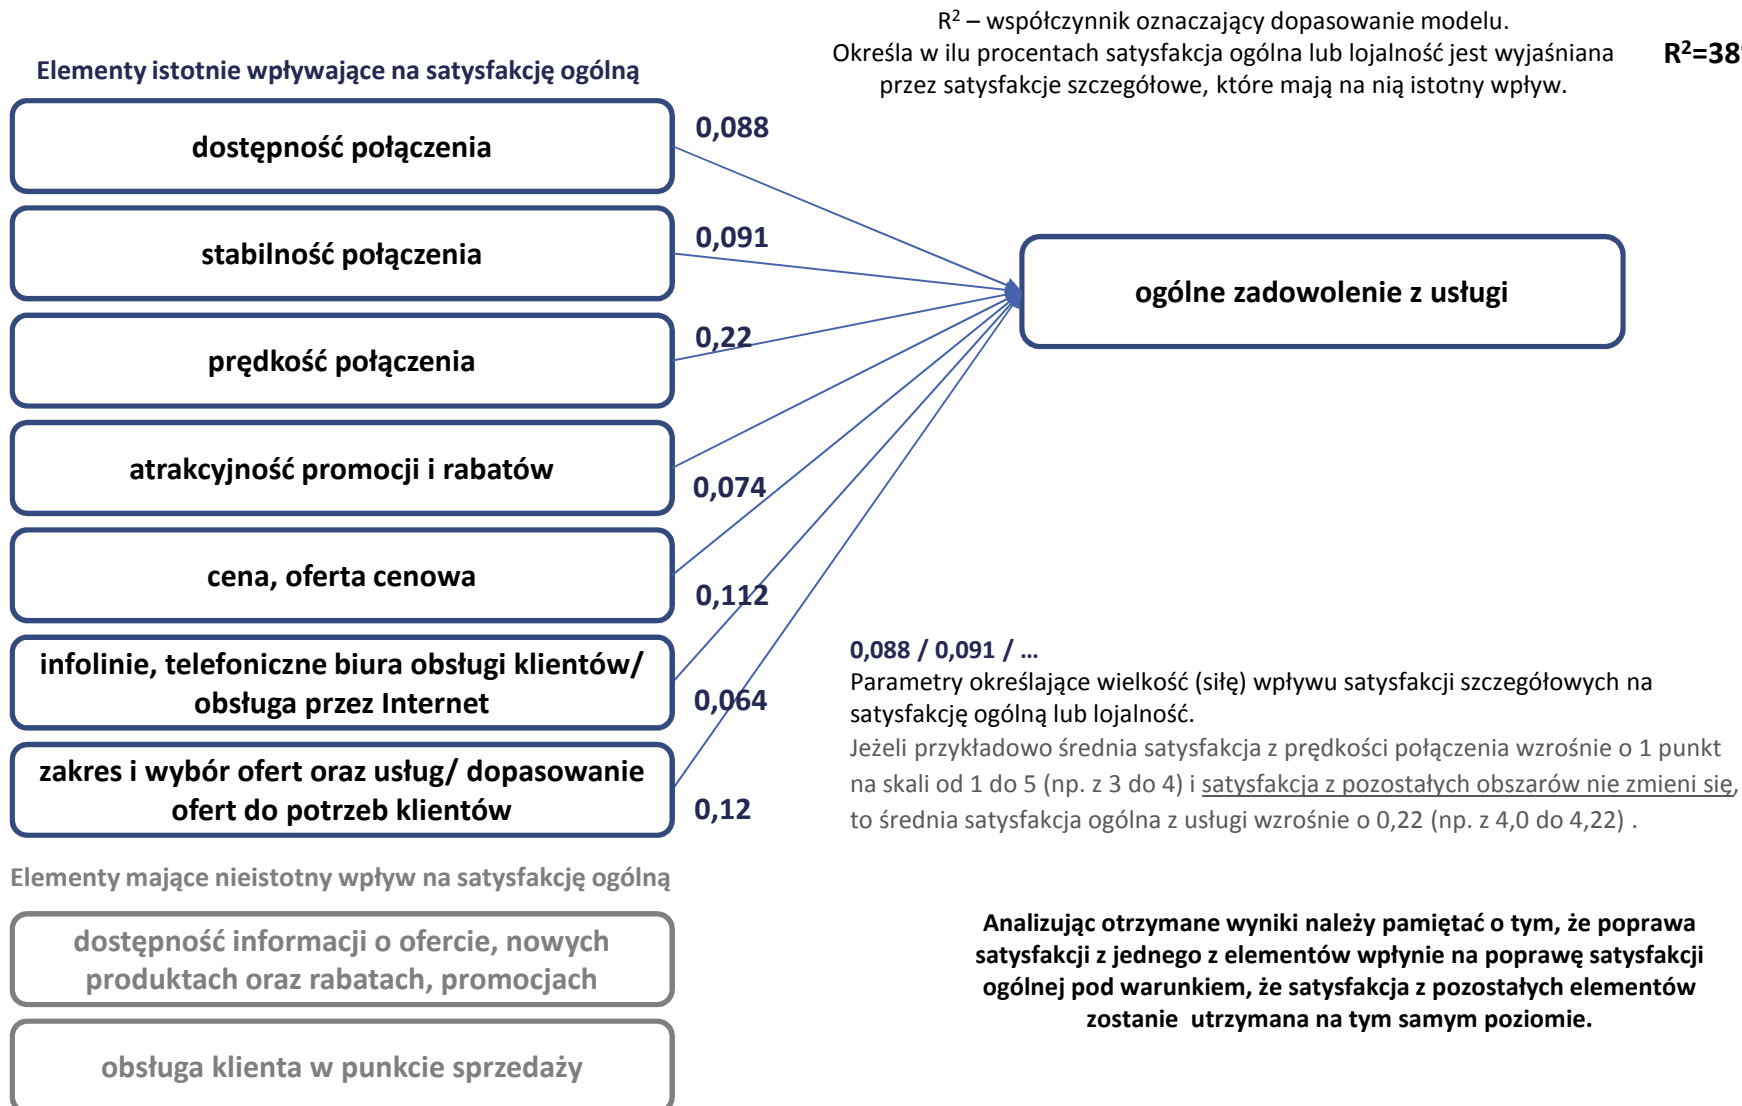 R² – współczynnik oznaczający dopasowanie modelu.
Określa w ilu procentach satysfakcja ogólna lub lojalność jest wyjaśniana
przez satysfakcje szczegółowe, które mają na nią istotny wpływ.
R²=38
Elementy istotnie wpływające na satysfakcję ogólną
dostępność połączenia
0,088
stabilność połączenia
0,091
prędkość połączenia
0,22
atrakcyjność promocji i rabatów
0,074
cena, oferta cenowa
0,112
infolinie, telefoniczne biura obsługi klientów/
obsługa przez Internet
0,064
zakres i wybór ofert oraz usług/ dopasowanie
ofert do potrzeb klientów
0,12
ogólne zadowolenie z usługi
0,088 / 0,091 / ...
Parametry określające wielkość (siłę) wpływu satysfakcji szczegółowych na
satysfakcję ogólną lub lojalność.
Jeżeli przykładowo średnia satysfakcja z prędkości połączenia wzrośnie o 1 punkt
na skali od 1 do 5 (np. z 3 do 4) i satysfakcja z pozostałych obszarów nie zmieni się,
to średnia satysfakcja ogólna z usługi wzrośnie o 0,22 (np. z 4,0 do 4,22) .
Elementy mające nieistotny wpływ na satysfakcję ogólną
dostępność informacji o ofercie, nowych
produktach oraz rabatach, promocjach
obsługa klienta w punkcie sprzedaży
Analizując otrzymane wyniki należy pamiętać o tym, że poprawa
satysfakcji z jednego z elementów wpłynie na poprawę satysfakcji
ogólnej pod warunkiem, że satysfakcja z pozostałych elementów
zostanie  utrzymana na tym samym poziomie.